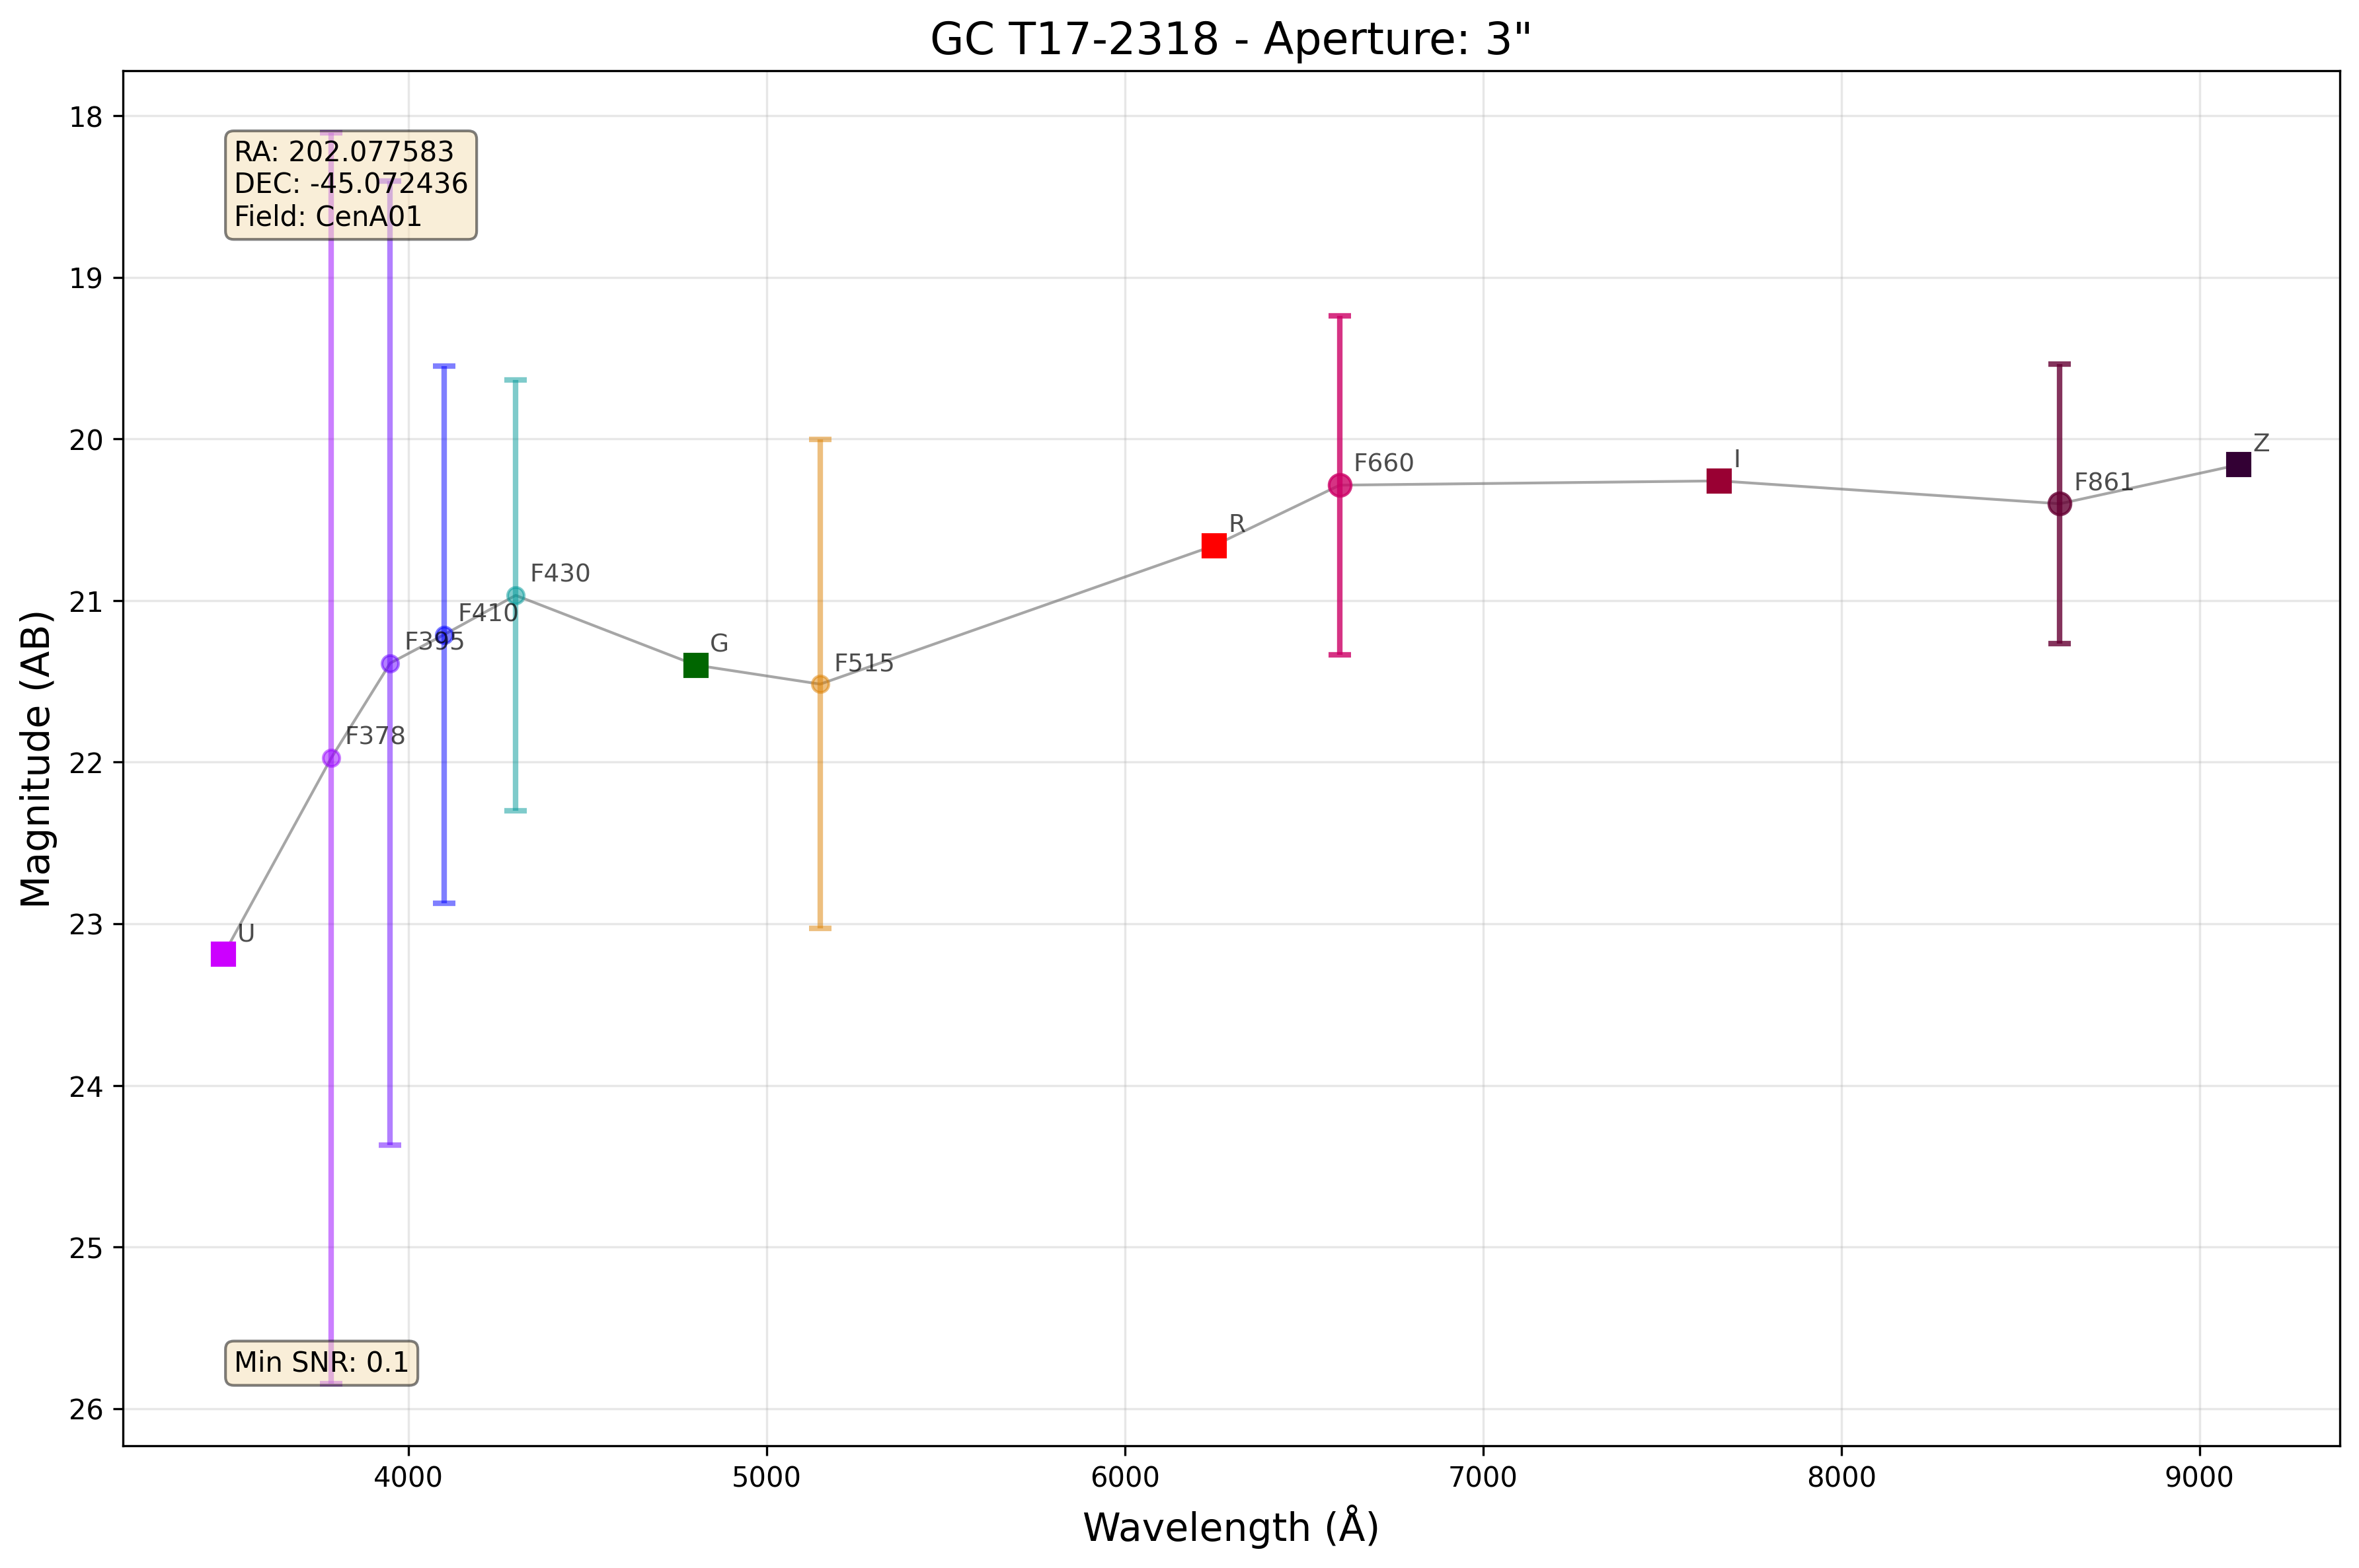 GC T17-2318 - Aperture: 3"
RA: 202.077583
DEC: -45.072436
Field: CenA01
18
19
20
21
22
23
24
25
26
Magnitude (AB)
U
F378
F395
F410
F430
G
F515
R
F660
I
F861
Z
Min SNR: 0.1
4000
5000
6000
7000
8000
9000
Wavelength (Å)